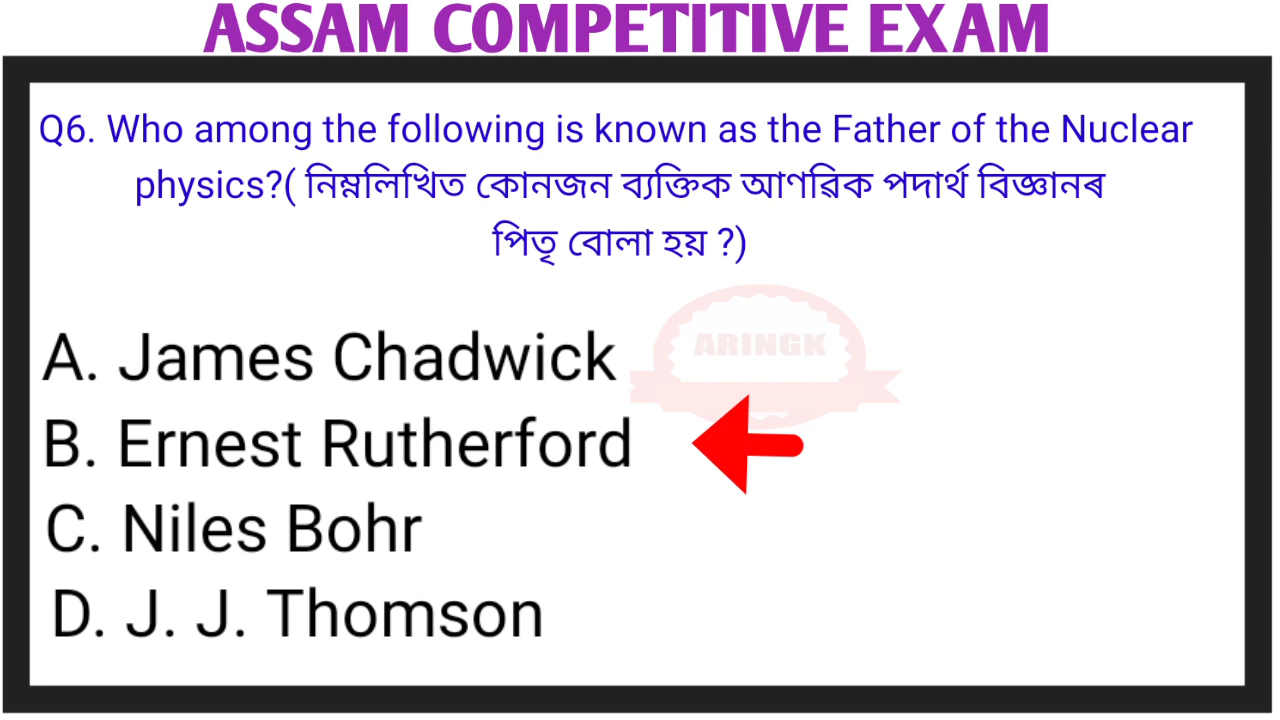 ASSAM COMPETITIVE EXAM
Q6. Who among the following is known as the Father of the Nuclear
physics?( নিম্নলিখিত কোনজন ব্যক্তিক আণৱিক পদাৰ্থ বিজ্ঞানৰ
পিতৃ বোলা হয় ?)
ARINGK
A. James Chadwick
B. Ernest Rutherford
C. Niles Bohr
D. J. J. Thomson